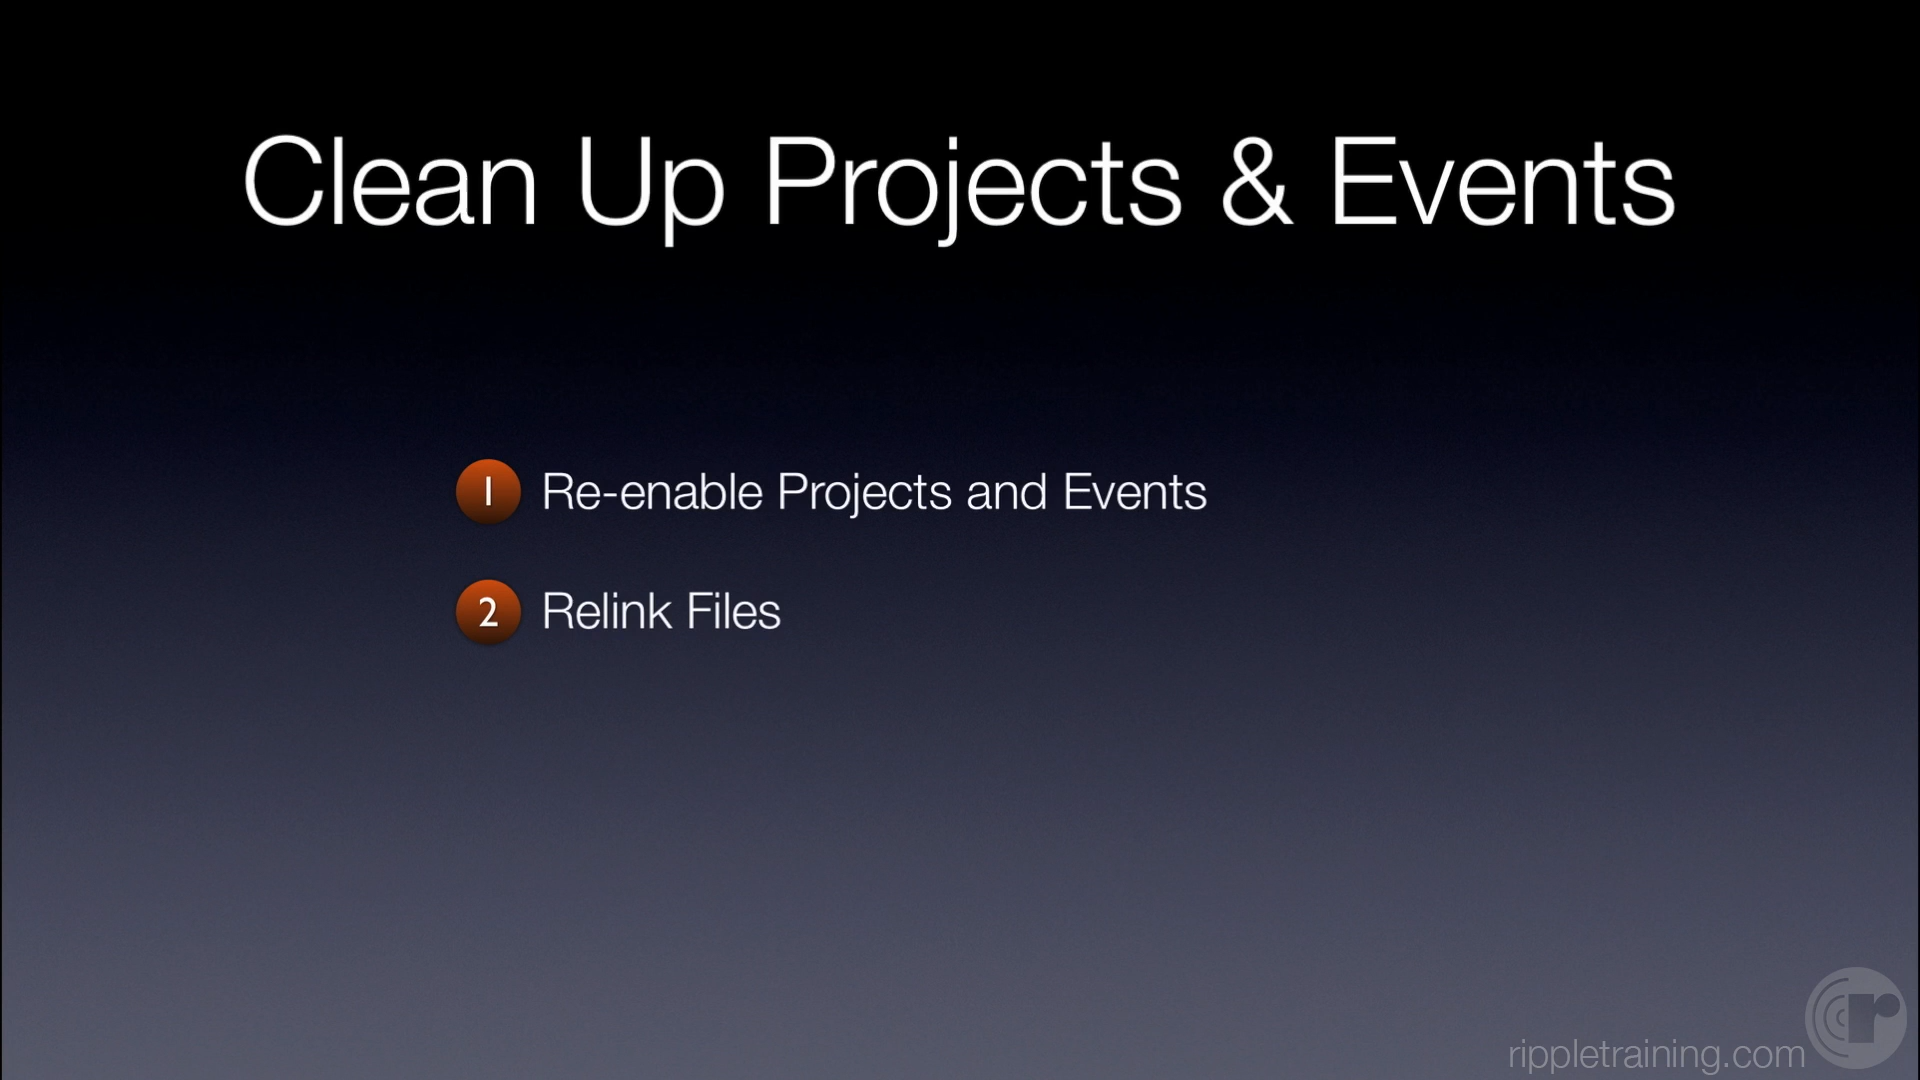 Clean Up Projects & Events
1 Re-enable Projects and Events
2 Relink Files
rippletraining.com
r